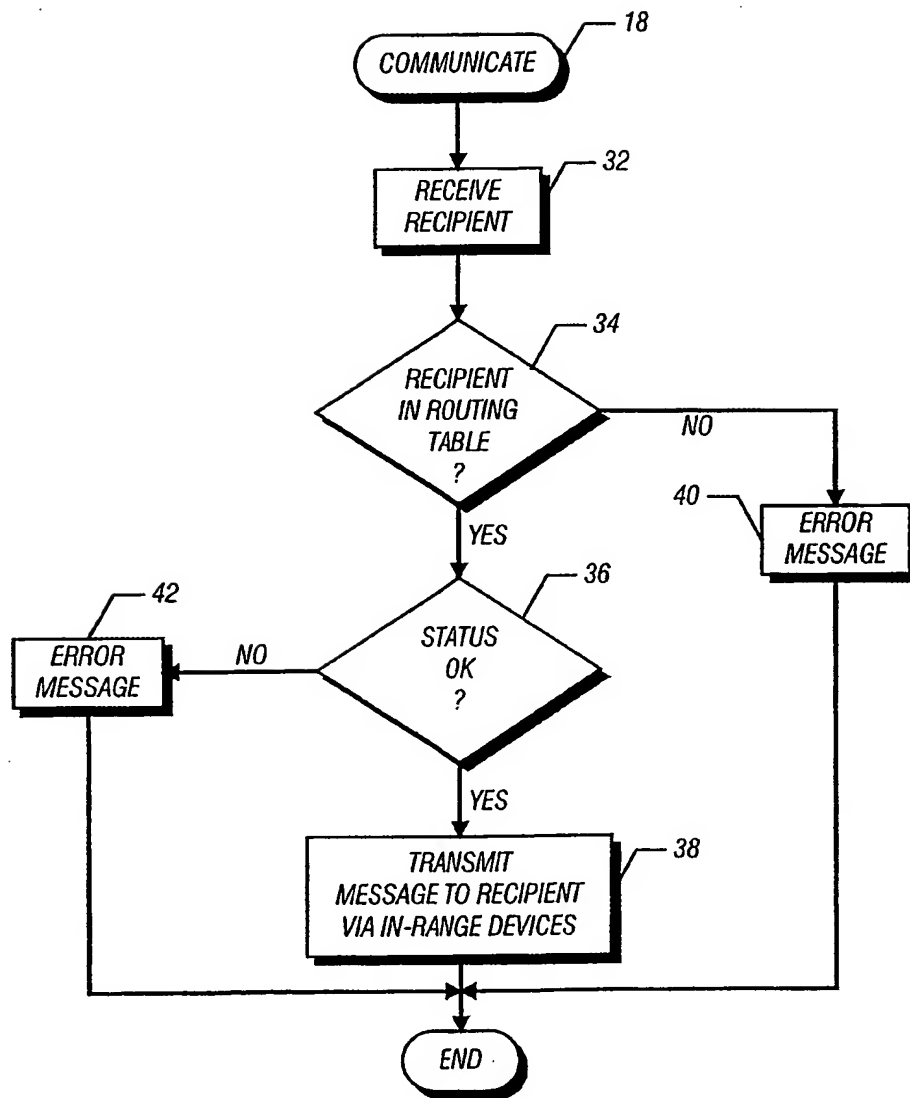 COMMUNICATE
18
RECEIVE
RECIPIENT
32
RECIPIENT
IN ROUTING
TABLE
?
34
NO
YES
40
ERROR
MESSAGE
36
STATUS
OK
?
42
NO
ERROR
MESSAGE
YES
TRANSMIT
MESSAGE TO RECIPIENT
VIA IN-RANGE DEVICES
38
END